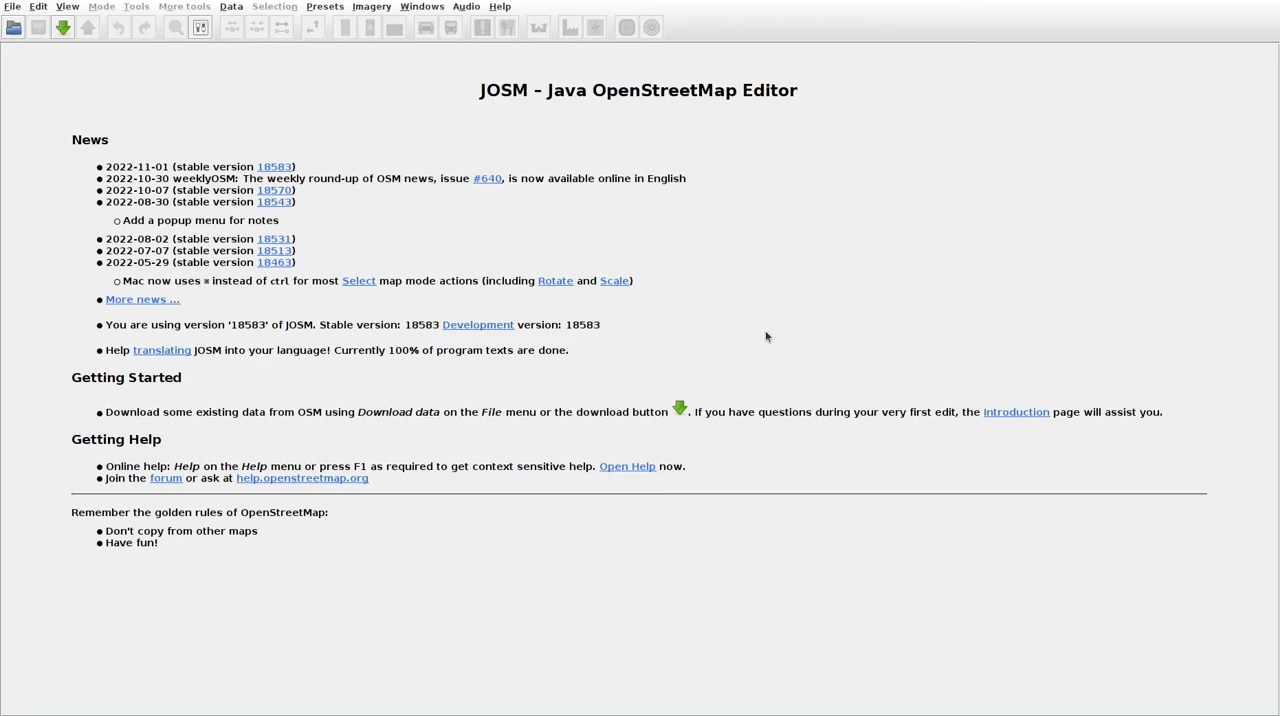 File Edit View Mode Tools More tools Data Selection Presets Imagery Windows Audio Help
JOSM – Java OpenStreetMap Editor
News
2022-11-01 (stable version 18583)
2022-10-30 weeklyOSM: The weekly round-up of OSM news, issue #640, is now available online in English
2022-10-07 (stable version 18570)
2022-08-30 (stable version 18543)
Add a popup menu for notes
2022-08-02 (stable version 18531)
2022-07-07 (stable version 18513)
2022-05-29 (stable version 18463)
Mac now uses ⌘ instead of ctrl for most Select map mode actions (including Rotate and Scale)
More news ...
You are using version '18583' of JOSM. Stable version: 18583 Development version: 18583
Help translating JOSM into your language! Currently 100% of program texts are done.
Getting Started
Download some existing data from OSM using Download data on the File menu or the download button . If you have questions during your very first edit, the Introduction page will assist you.
Getting Help
Online help: Help on the Help menu or press F1 as required to get context sensitive help. Open Help now.
Join the forum or ask at help.openstreetmap.org
Remember the golden rules of OpenStreetMap:
Don't copy from other maps
Have fun!